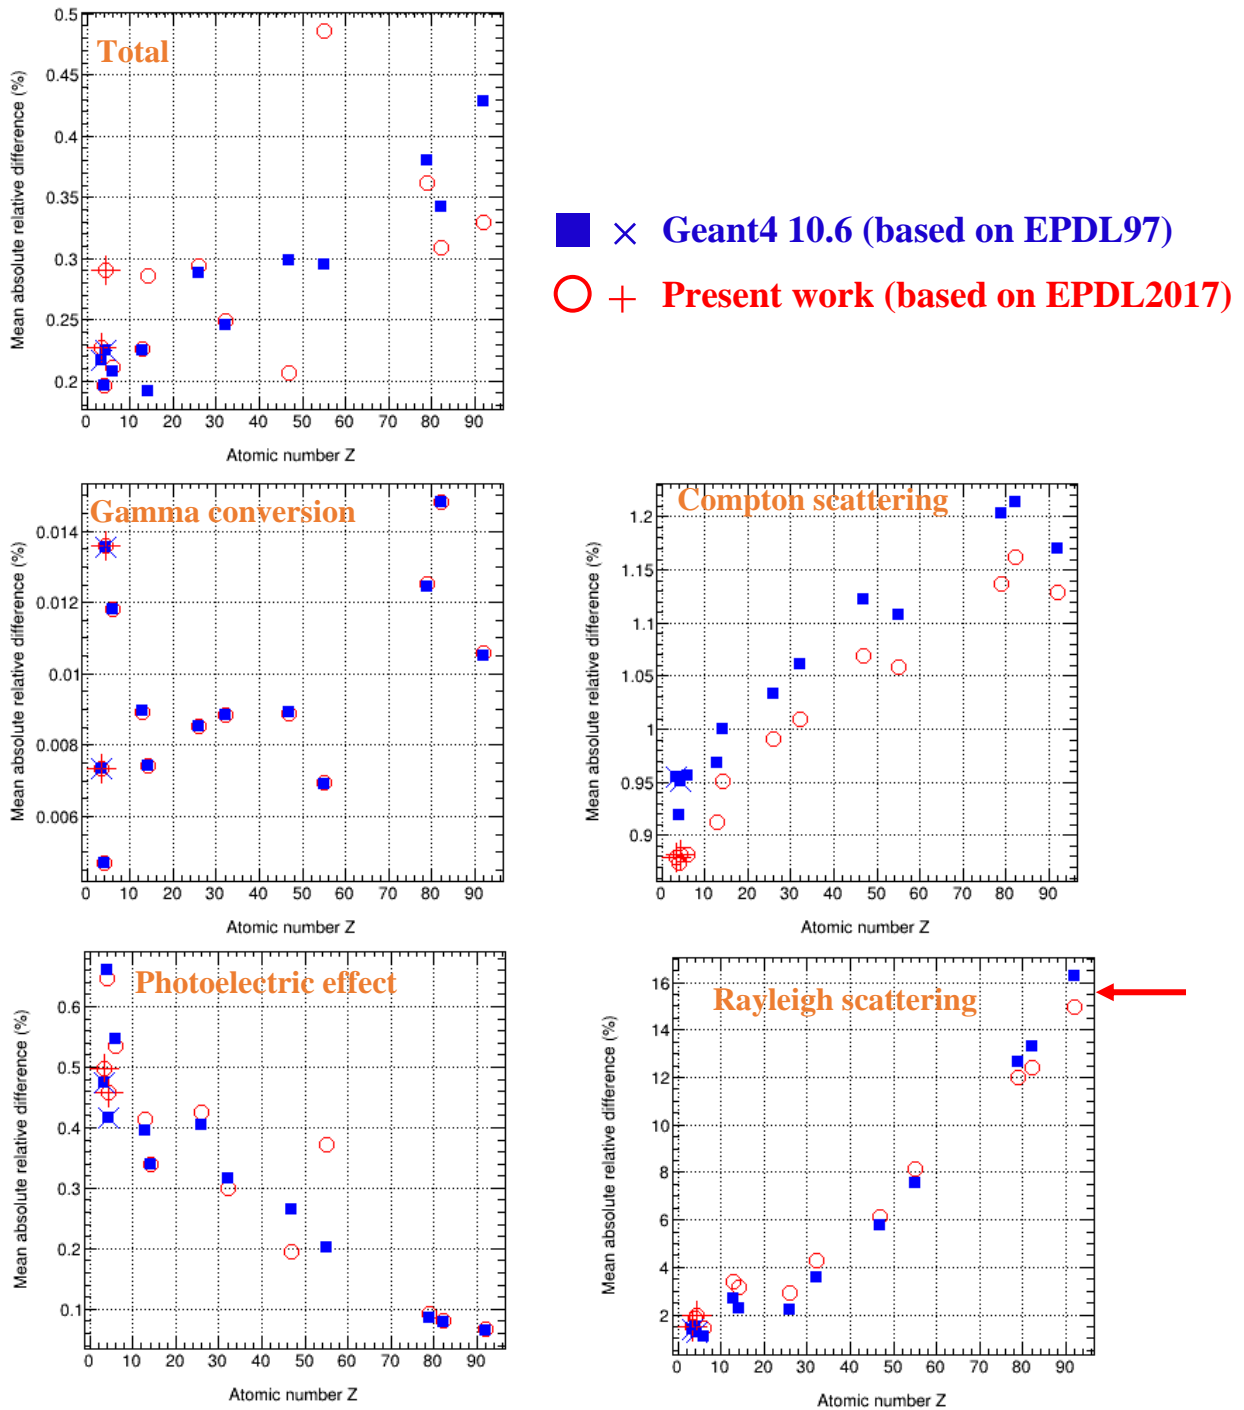 Total
Mean absolute relative difference (%)
0.5
0.45
0.4
0.35
0.3
0.25
0.2
0 10 20 30 40 50 60 70 80 90
Atomic number Z
Geant4 10.6 (based on EPDL97)
Present work (based on EPDL2017)
Gamma conversion
Mean absolute relative difference (%)
0.014
0.012
0.01
0.008
0.006
0 10 20 30 40 50 60 70 80 90
Atomic number Z
Compton scattering
Mean absolute relative difference (%)
1.2
1.15
1.1
1.05
1
0.95
0.9
0 10 20 30 40 50 60 70 80 90
Atomic number Z
Photoelectric effect
Mean absolute relative difference (%)
0.6
0.5
0.4
0.3
0.2
0.1
0 10 20 30 40 50 60 70 80 90
Atomic number Z
Rayleigh scattering
Mean absolute relative difference (%)
16
14
12
10
8
6
4
2
0 10 20 30 40 50 60 70 80 90
Atomic number Z